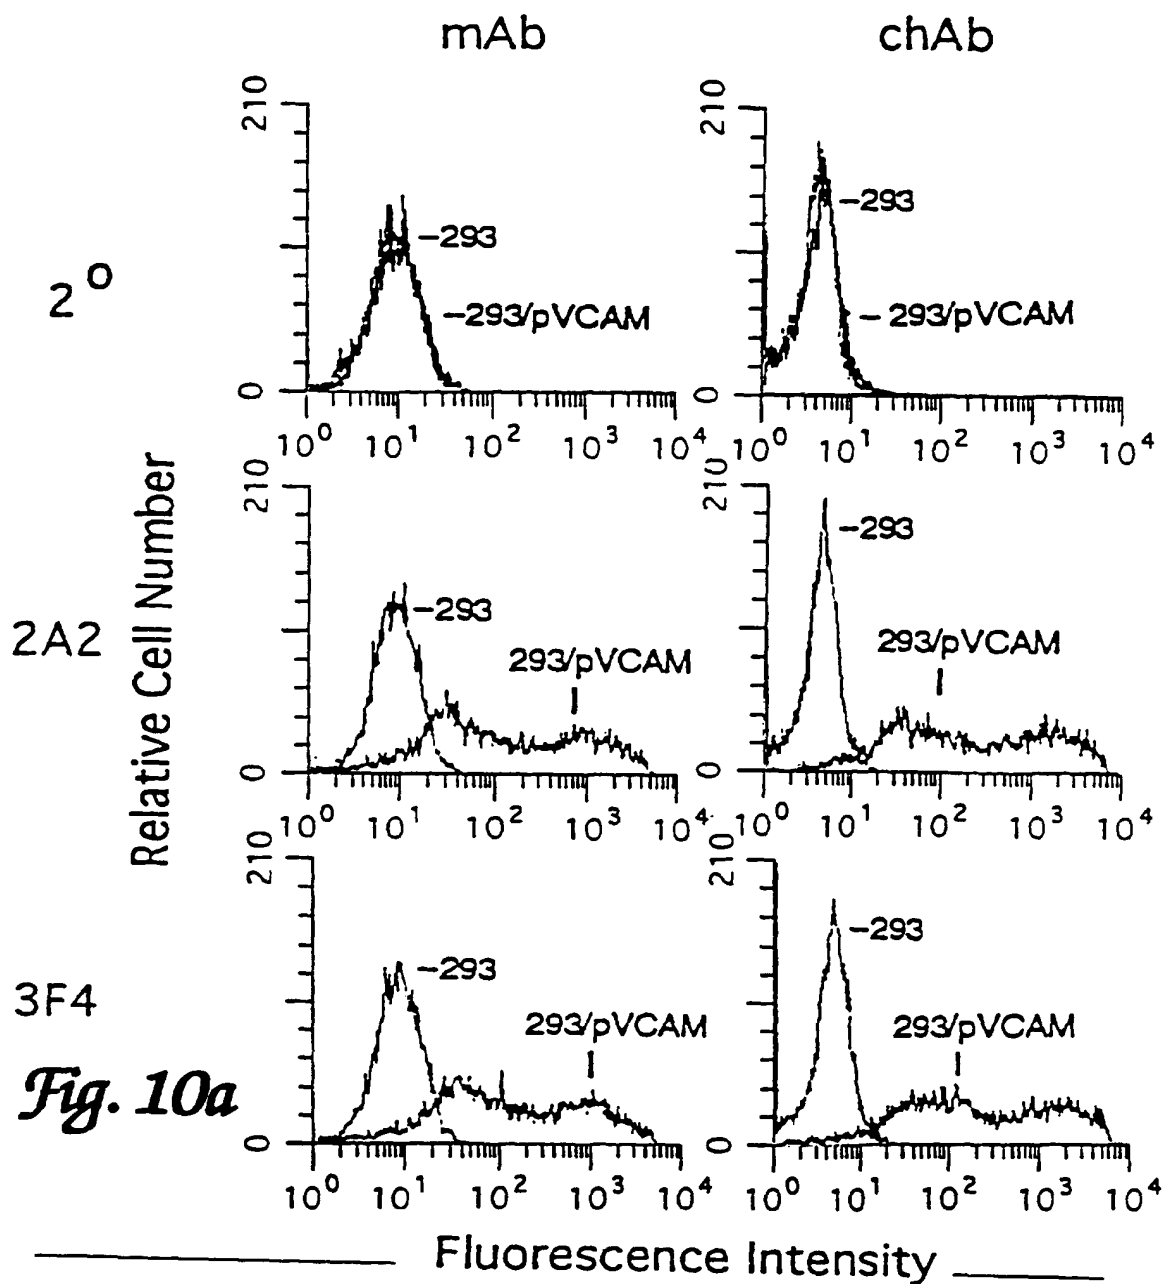 mAb chAb
2°
Relative Cell Number
210
0
-293
-293/pVCAM
10⁰ 10¹ 10² 10³ 10⁴
210
0
-293
-293/pVCAM
10⁰ 10¹ 10² 10³ 10⁴
2A2
210
0
-293
293/pVCAM
10⁰ 10¹ 10² 10³ 10⁴
210
0
-293
293/pVCAM
10⁰ 10¹ 10² 10³ 10⁴
3F4
210
0
-293
293/pVCAM
10⁰ 10¹ 10² 10³ 10⁴
210
0
-293
293/pVCAM
10⁰ 10¹ 10² 10³ 10⁴
Fig. 10a
Fluorescence Intensity